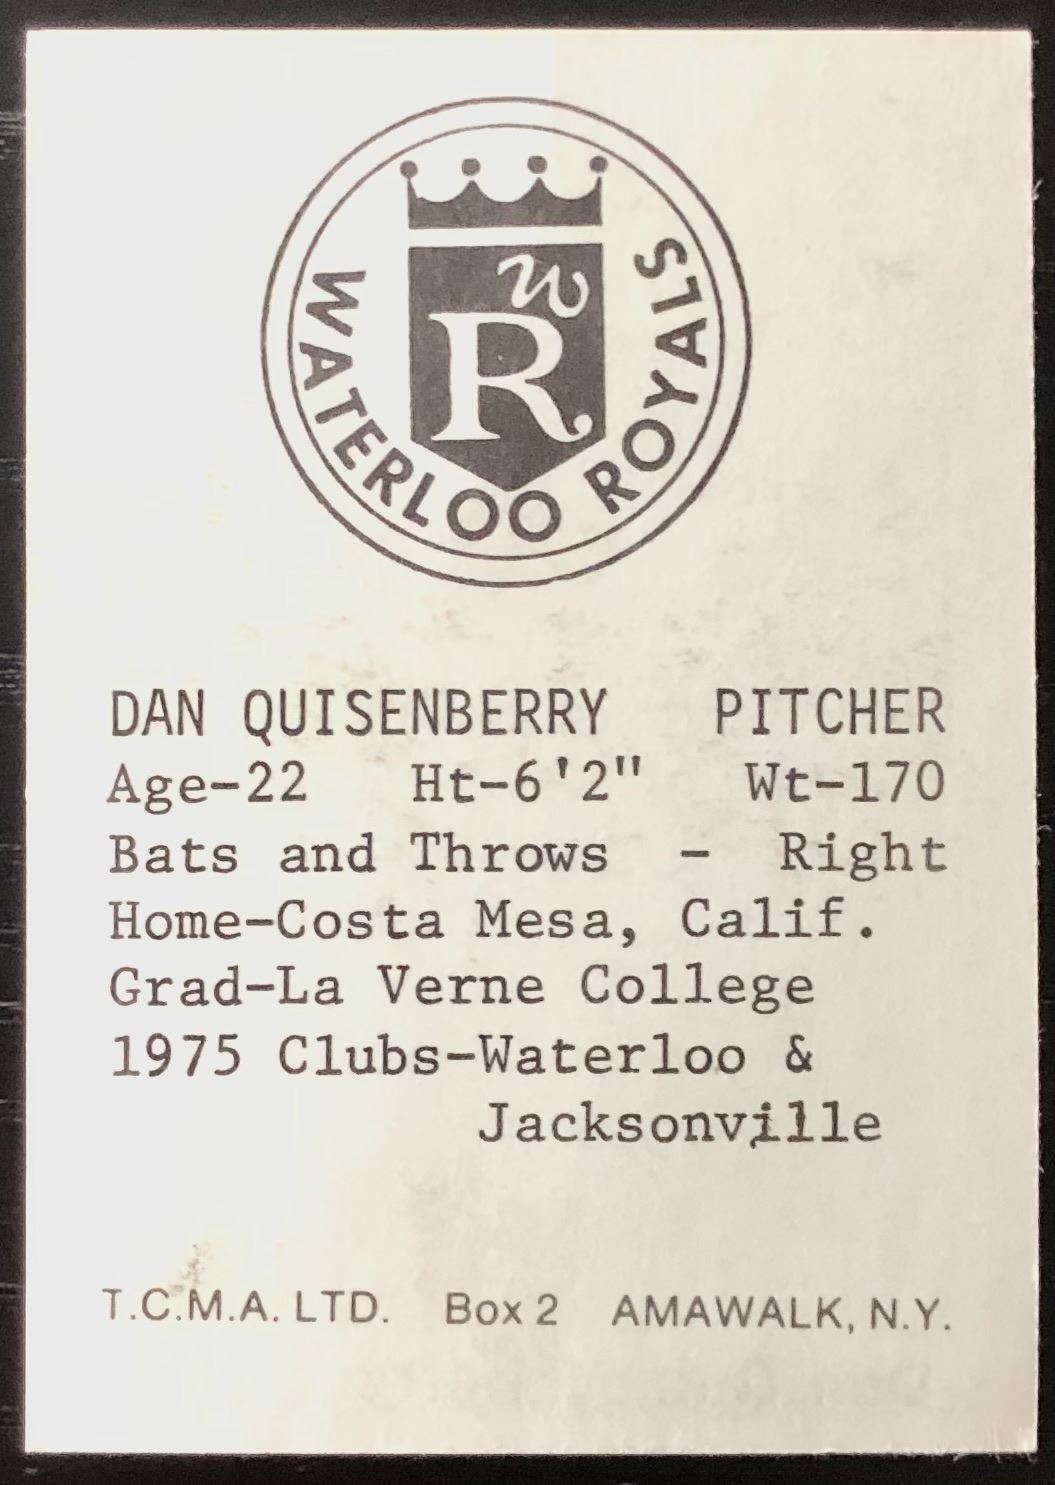 WATERLOO ROYALS
W
R
DAN QUISENBERRY PITCHER
Age-22 Ht-6'2" Wt-170
Bats and Throws - Right
Home-Costa Mesa, Calif.
Grad-La Verne College
1975 Clubs-Waterloo &
Jacksonville
T.C.M.A. LTD. Box 2 AMAWALK, N.Y.